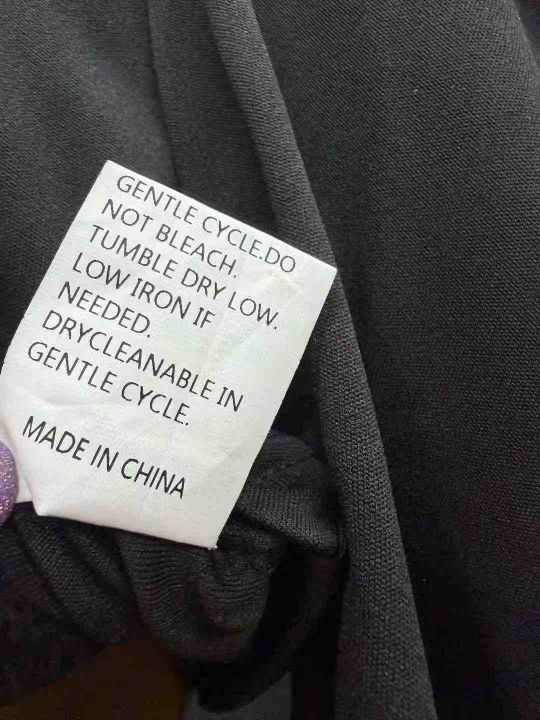 GENTLE CYCLE.DO
NOT BLEACH.
TUMBLE DRY LOW.
LOW IRON IF
NEEDED.
DRYCLEANABLE IN
GENTLE CYCLE.
MADE IN CHINA